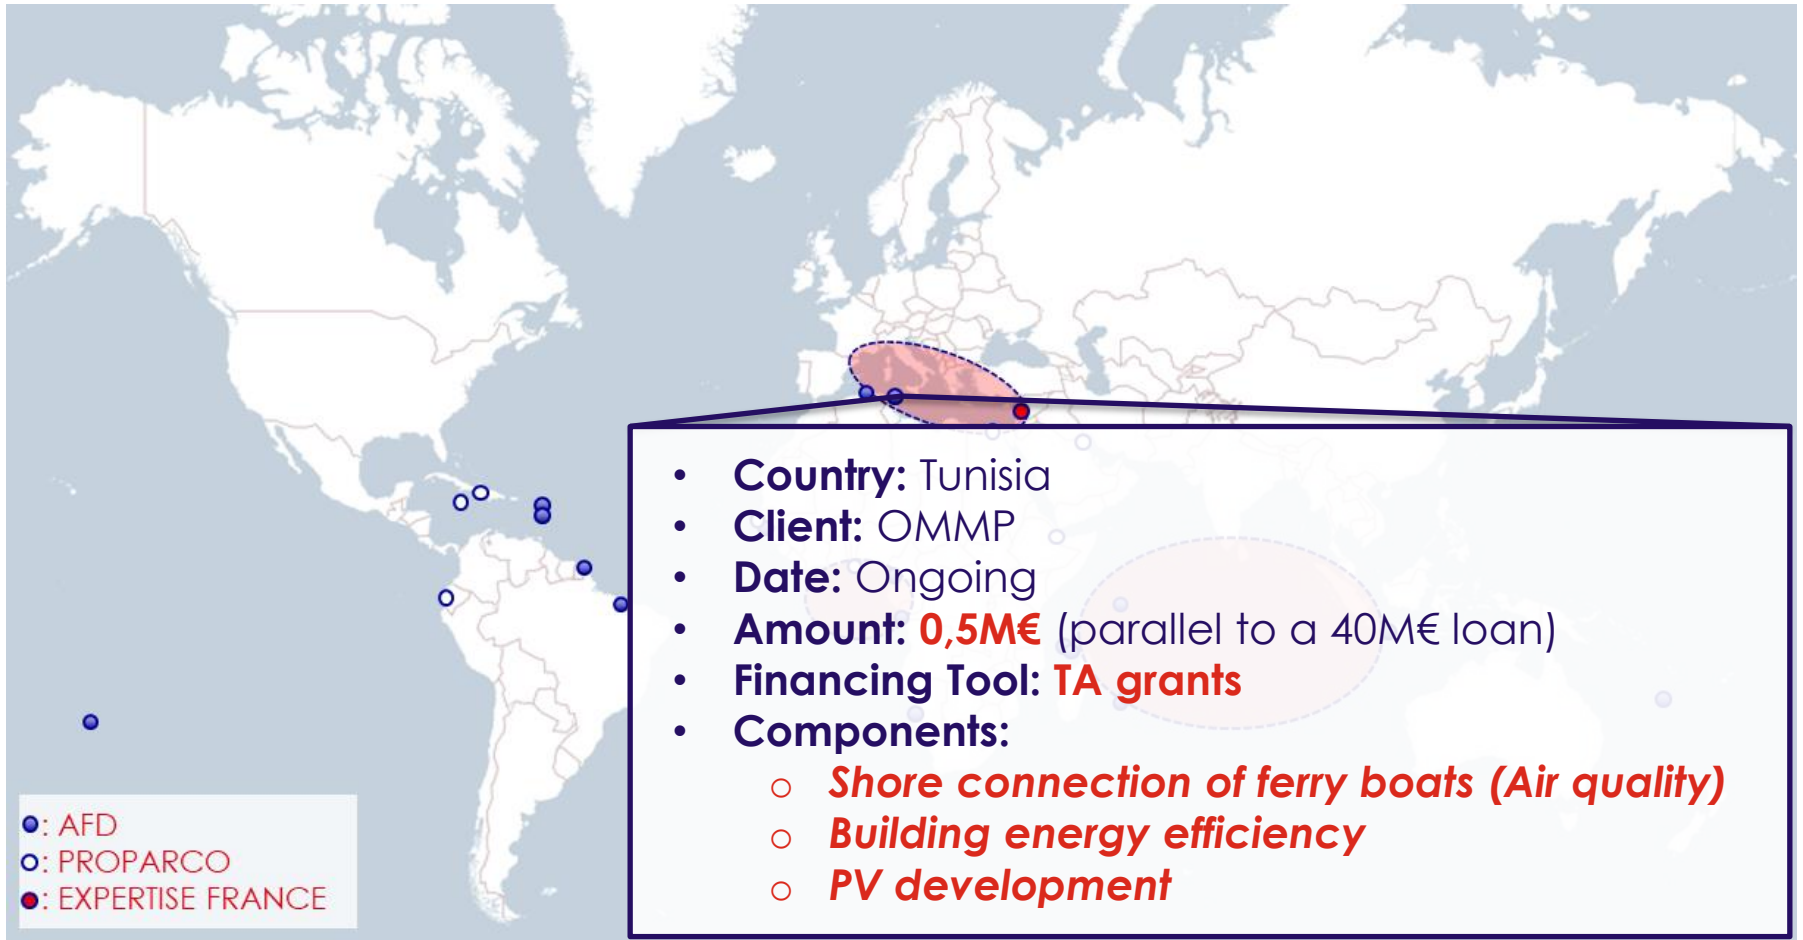 • Country: Tunisia
• Client: OMMP
• Date: Ongoing
• Amount: 0,5M€ (parallel to a 40M€ loan)
• Financing Tool: TA grants
• Components:
o Shore connection of ferry boats (Air quality)
o Building energy efficiency
o PV development
: AFD
: PROPARCO
: EXPERTISE FRANCE